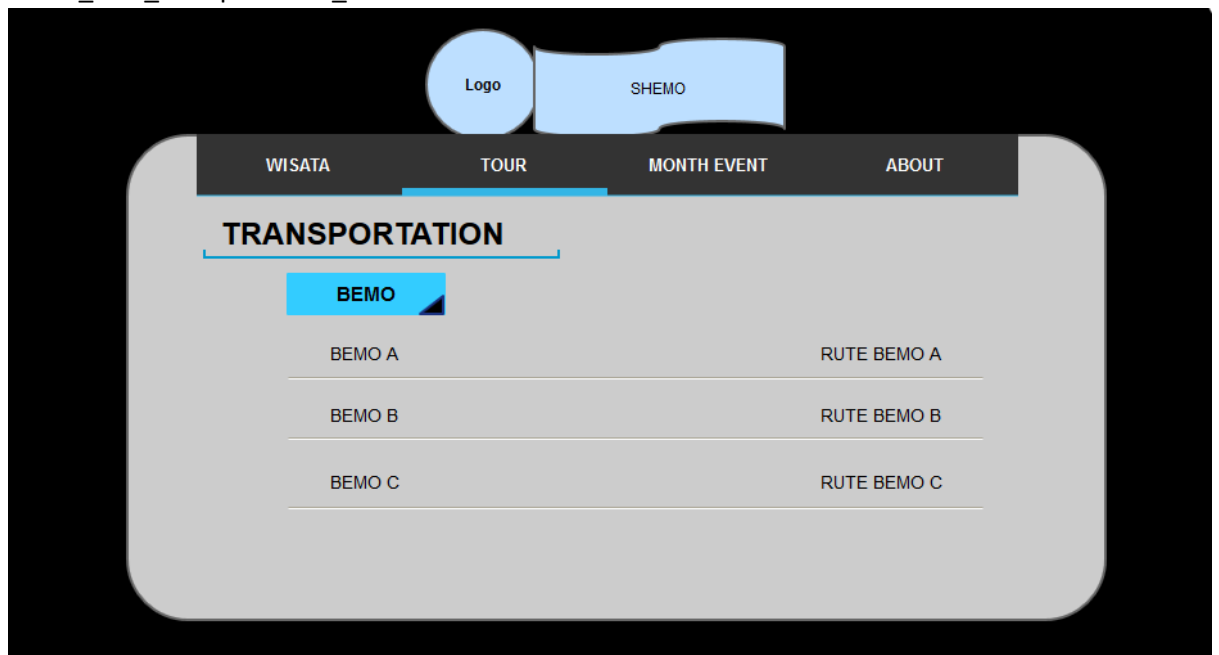 Logo
SHEMO
WISATA TOUR MONTH EVENT ABOUT
TRANSPORTATION
BEMO
BEMO A RUTE BEMO A
BEMO B RUTE BEMO B
BEMO C RUTE BEMO C